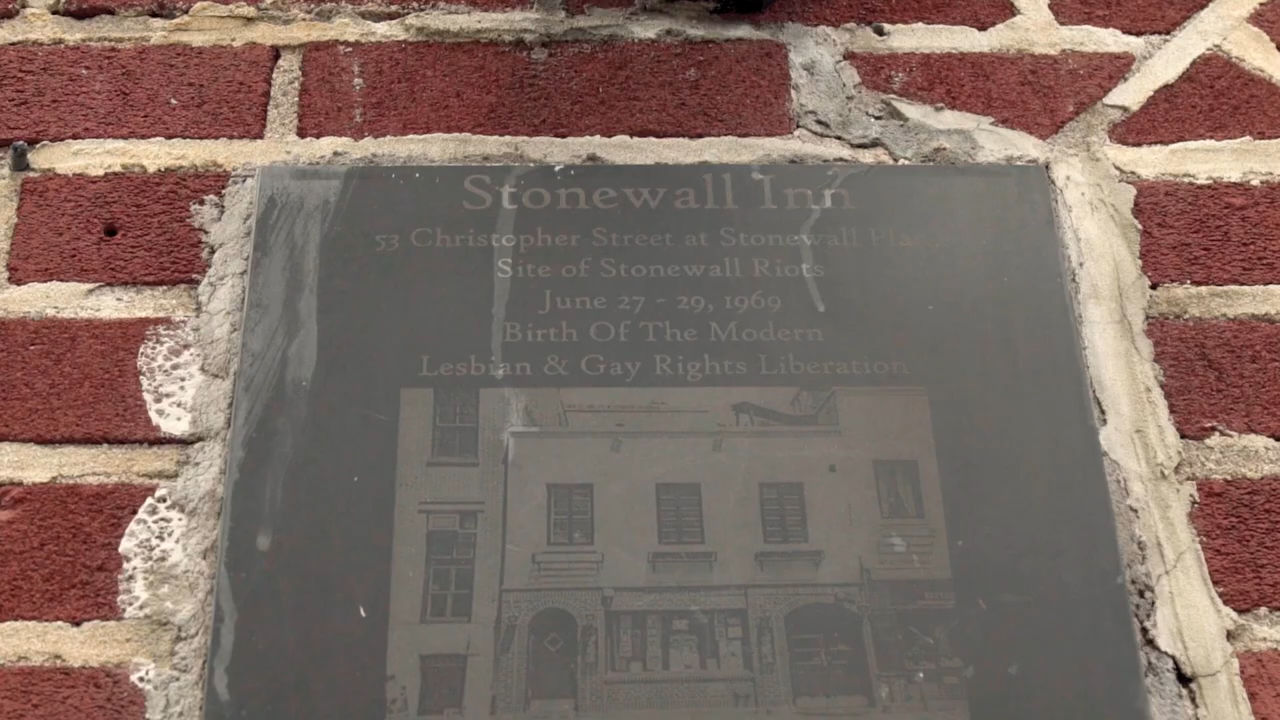 Stonewall Inn
53 Christopher Street at Stonewall Place
Site of Stonewall Riots
June 27 - 29, 1969
Birth Of The Modern
Lesbian & Gay Rights Liberation